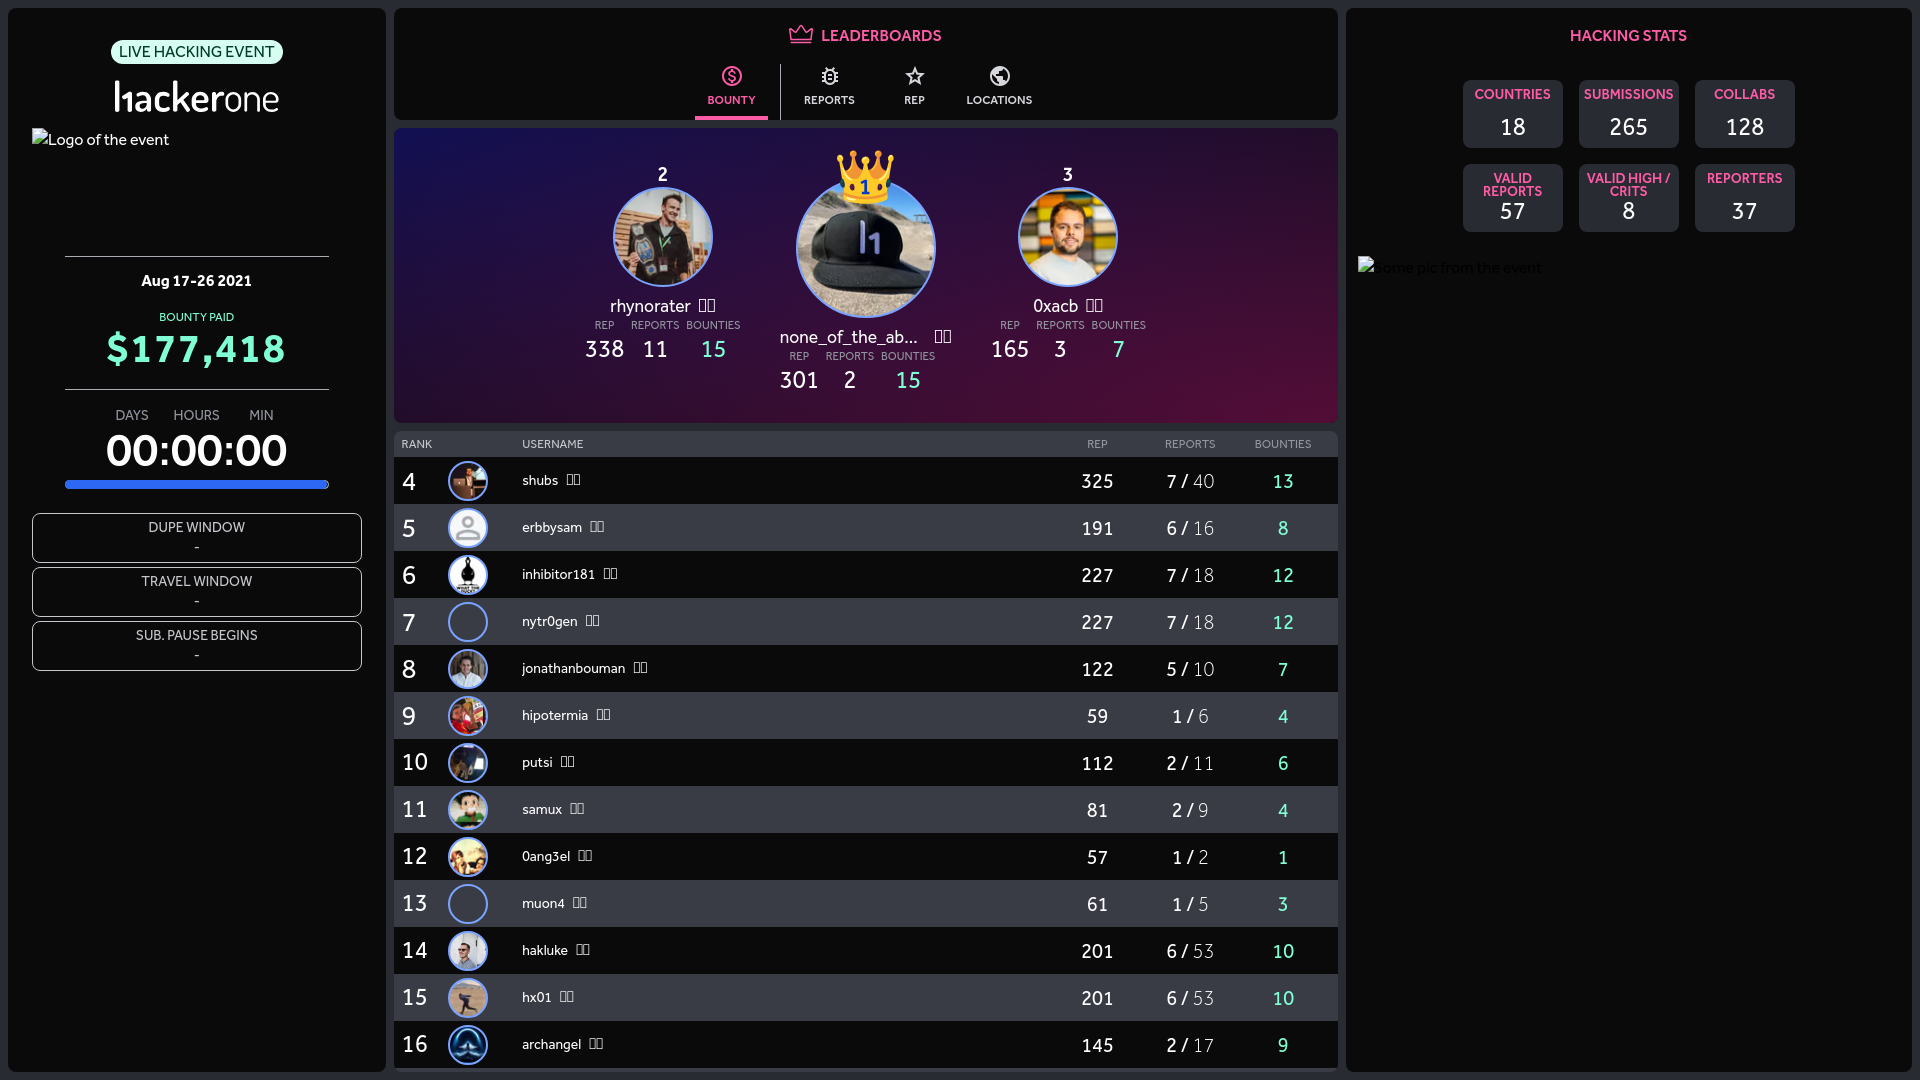 LIVE HACKING EVENT
hackerone
Logo of the event
Aug 17-26 2021
BOUNTY PAID
$177,418
DAYS HOURS MIN
00:00:00
DUPE WINDOW
-
TRAVEL WINDOW
-
SUB. PAUSE BEGINS
-
LEADERBOARDS
BOUNTY REPORTS REP LOCATIONS
2
rhynorater
REP REPORTS BOUNTIES
338 11 15
1
none_of_the_ab...
REP REPORTS BOUNTIES
301 2 15
3
0xacb
REP REPORTS BOUNTIES
165 3 7
RANK USERNAME REP REPORTS BOUNTIES
4 shubs 325 7 / 40 13
5 erbbysam 191 6 / 16 8
6 inhibitor181 227 7 / 18 12
7 nytr0gen 227 7 / 18 12
8 jonathanbouman 122 5 / 10 7
9 hipotermia 59 1 / 6 4
10 putsi 112 2 / 11 6
11 samux 81 2 / 9 4
12 0ang3el 57 1 / 2 1
13 muon4 61 1 / 5 3
14 hakluke 201 6 / 53 10
15 hx01 201 6 / 53 10
16 archangel 145 2 / 17 9
HACKING STATS
COUNTRIES
18
SUBMISSIONS
265
COLLABS
128
VALID
REPORTS
57
VALID HIGH /
CRITS
8
REPORTERS
37
Some pic from the event